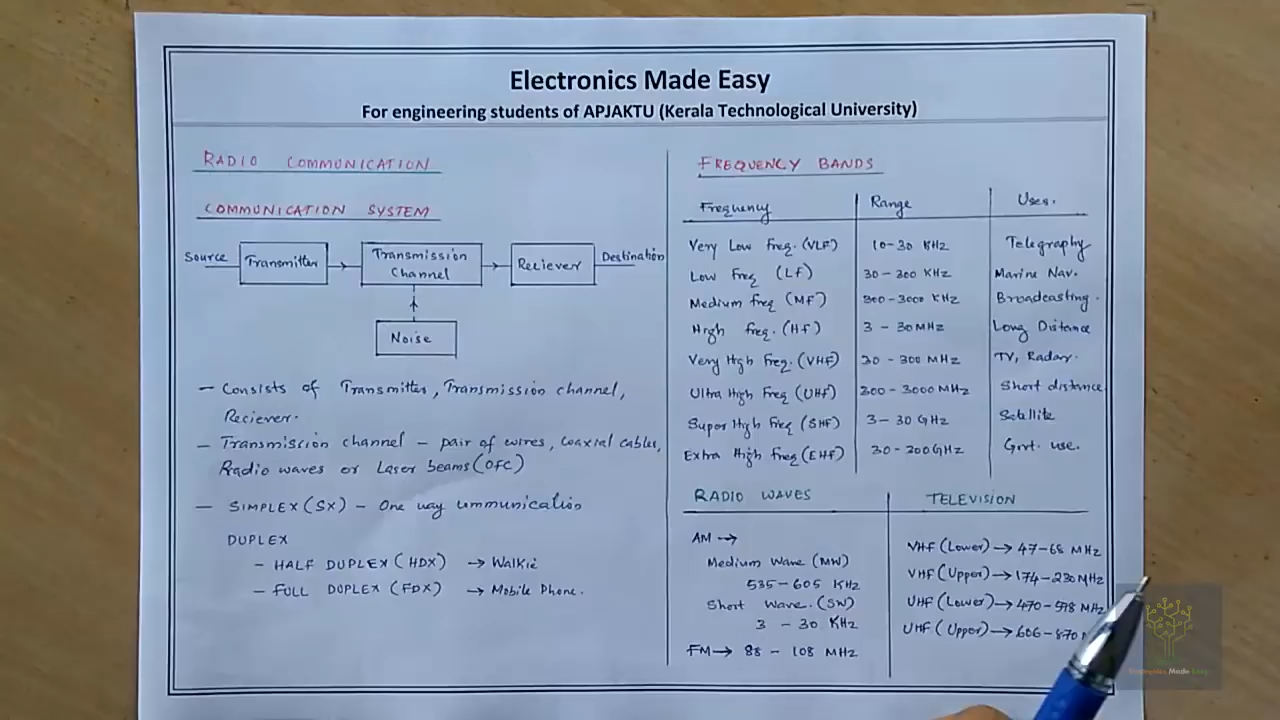 Electronics Made Easy
For engineering students of APJAKTU (Kerala Technological University)
RADIO COMMUNICATION
COMMUNICATION SYSTEM
Source
Transmitter
Transmission
Channel
Reciever
Destination
Noise
– Consists of Transmitter, Transmission channel,
Reciever.
– Transmission channel – pair of wires, coaxial cables,
Radio waves or Laser beams (OFC)
– SIMPLEX (SX) – One way communication
DUPLEX
– HALF DUPLEX (HDX) → Walkie
– FULL DUPLEX (FDX) → Mobile Phone.
FREQUENCY BANDS
Frequency Range Uses.
Very Low freq. (VLF) 10-30 KHz Telegraphy
Low freq (LF) 30-300 KHz Marine Nav.
Medium freq (MF) 300-3000 KHz Broadcasting.
High freq. (HF) 3 - 30 MHz Long Distance
Very High Freq. (VHF) 30 - 300 MHz TV, Radar.
Ultra High Freq (UHF) 300-3000 MHz Short distance
Super High Freq (SHF) 3 - 30 GHz Satellite
Extra High Freq (EHF) 30 - 300 GHz Govt. use.
RADIO WAVES
AM →
Medium Wave (MW)
535-605 KHz
Short Wave. (SW)
3 - 30 KHz
FM → 88 - 108 MHz
TELEVISION
VHF (Lower) → 47-68 MHz
VHF (Upper) → 174-230 MHz
UHF (Lower) → 470-598 MHz
UHF (Upper) → 606-870
Electronics Made Easy